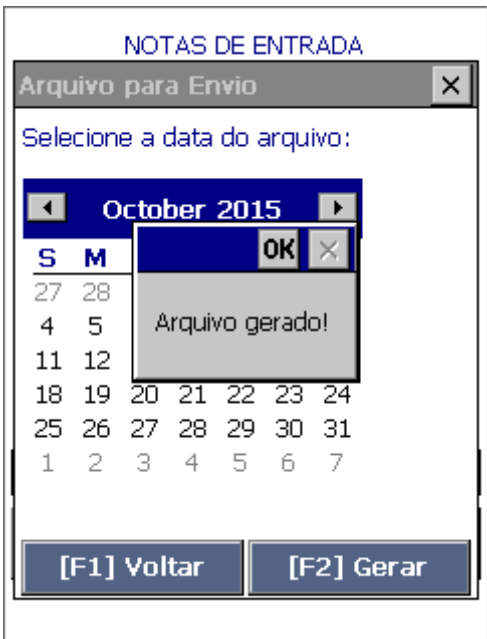 NOTAS DE ENTRADA
Arquivo para Envio
Selecione a data do arquivo:
October 2015
OK
S M
27 28
4 5 Arquivo gerado!
11 12
18 19 20 21 22 23 24
25 26 27 28 29 30 31
1 2 3 4 5 6 7
[F1] Voltar [F2] Gerar